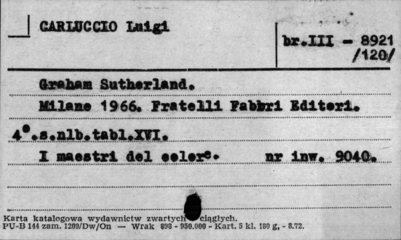 CARLUCCIO Luigi
br.III - 8921
/120/
Graham Sutherland.
Milano 1966. Fratelli Fabbri Editori.
4°.s.nlb.tabl.XVI.
I maestri del colore. nr inw. 9040.
Karta katalogowa wydawnictw zwartych i ciągłych.
PU-B 144 zam. 1209/Dw/On — Wrak 898 - 950.000 - Kart. 5 kl. 180 g, - 8.72.